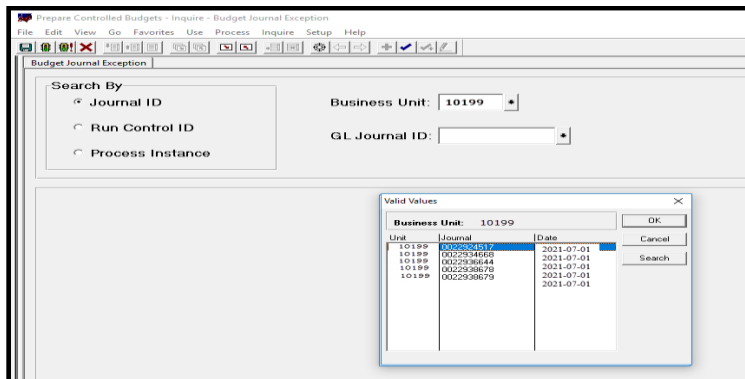 Prepare Controlled Budgets - Inquire - Budget Journal Exception
File Edit View Go Favorites Use Process Inquire Setup Help
Budget Journal Exception
Search By
Journal ID
Run Control ID
Process Instance
Business Unit: 10199
GL Journal ID:
Valid Values
Business Unit: 10199
OK
Cancel
Search
Unit Journal Date
10199 0022924517 2021-07-01
10199 0022934668 2021-07-01
10199 0022936644 2021-07-01
10199 0022938678 2021-07-01
10199 0022938679 2021-07-01